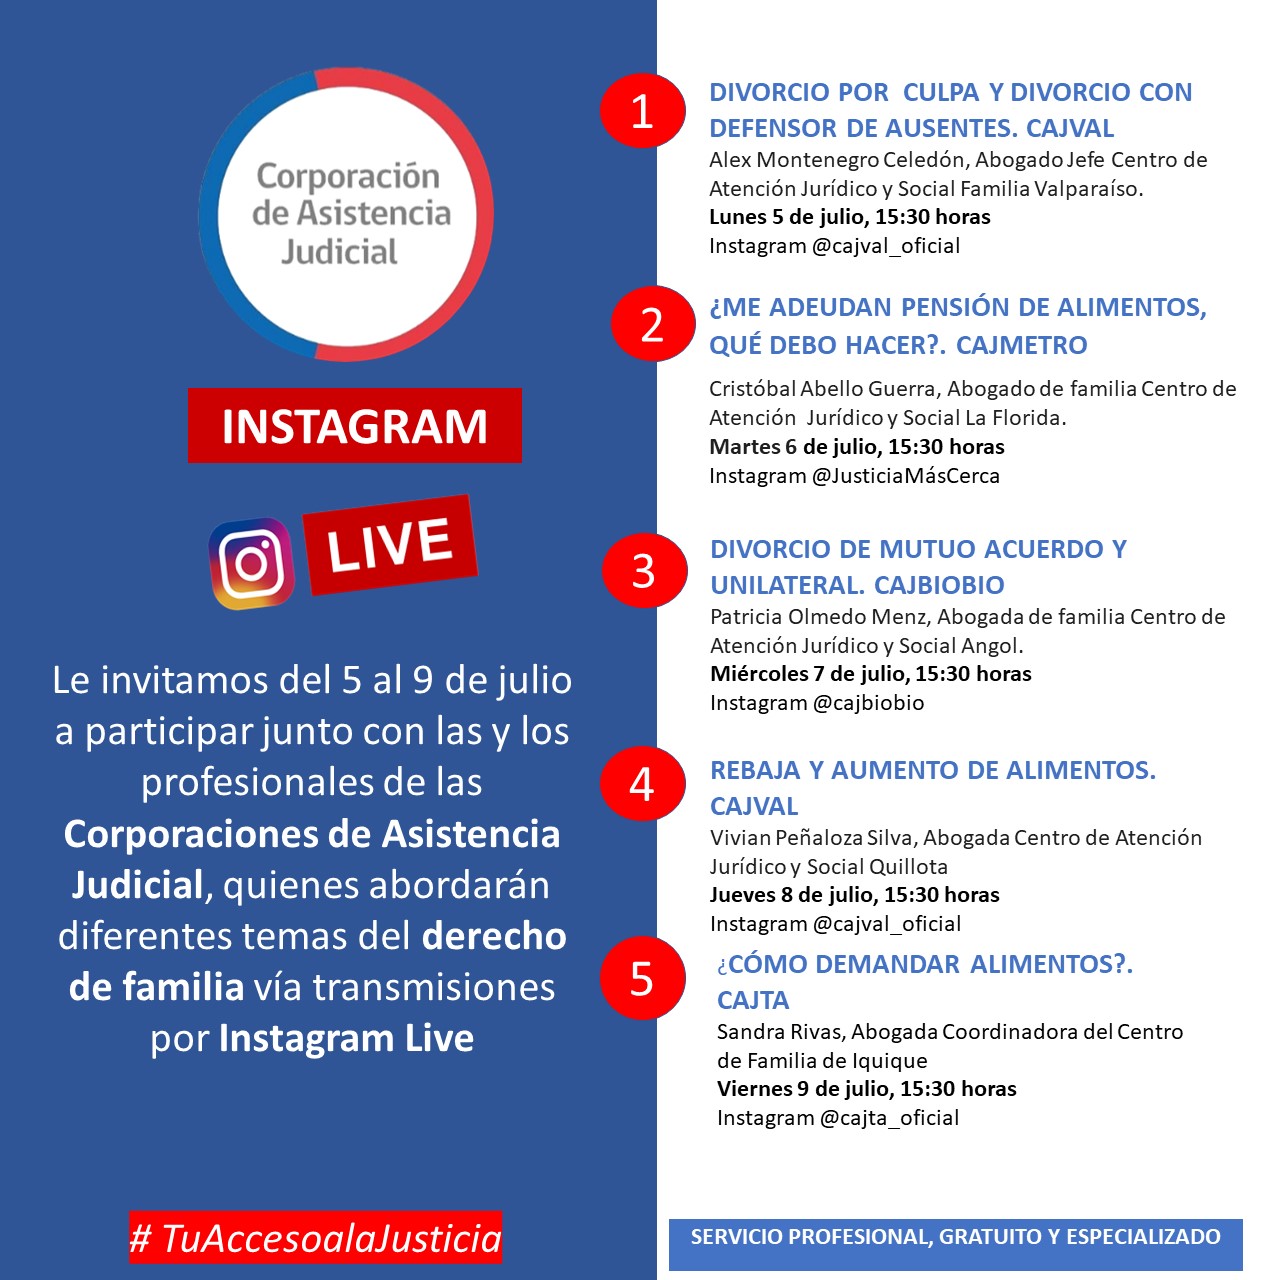 Corporación
de Asistencia
Judicial
INSTAGRAM
LIVE
Le invitamos del 5 al 9 de julio
a participar junto con las y los
profesionales de las
Corporaciones de Asistencia
Judicial, quienes abordarán
diferentes temas del derecho
de familia vía transmisiones
por Instagram Live
# TuAccesoalaJusticia
1
DIVORCIO POR CULPA Y DIVORCIO CON
DEFENSOR DE AUSENTES. CAJVAL
Alex Montenegro Celedón, Abogado Jefe Centro de
Atención Jurídico y Social Familia Valparaíso.
Lunes 5 de julio, 15:30 horas
Instagram @cajval_oficial
2
¿ME ADEUDAN PENSIÓN DE ALIMENTOS,
QUÉ DEBO HACER?. CAJMETRO
Cristóbal Abello Guerra, Abogado de familia Centro de
Atención Jurídico y Social La Florida.
Martes 6 de julio, 15:30 horas
Instagram @JusticiaMásCerca
3
DIVORCIO DE MUTUO ACUERDO Y
UNILATERAL. CAJBIOBIO
Patricia Olmedo Menz, Abogada de familia Centro de
Atención Jurídico y Social Angol.
Miércoles 7 de julio, 15:30 horas
Instagram @cajbiobio
4
REBAJA Y AUMENTO DE ALIMENTOS.
CAJVAL
Vivian Peñaloza Silva, Abogada Centro de Atención
Jurídico y Social Quillota
Jueves 8 de julio, 15:30 horas
Instagram @cajval_oficial
5
¿CÓMO DEMANDAR ALIMENTOS?.
CAJTA
Sandra Rivas, Abogada Coordinadora del Centro
de Familia de Iquique
Viernes 9 de julio, 15:30 horas
Instagram @cajta_oficial
SERVICIO PROFESIONAL, GRATUITO Y ESPECIALIZADO